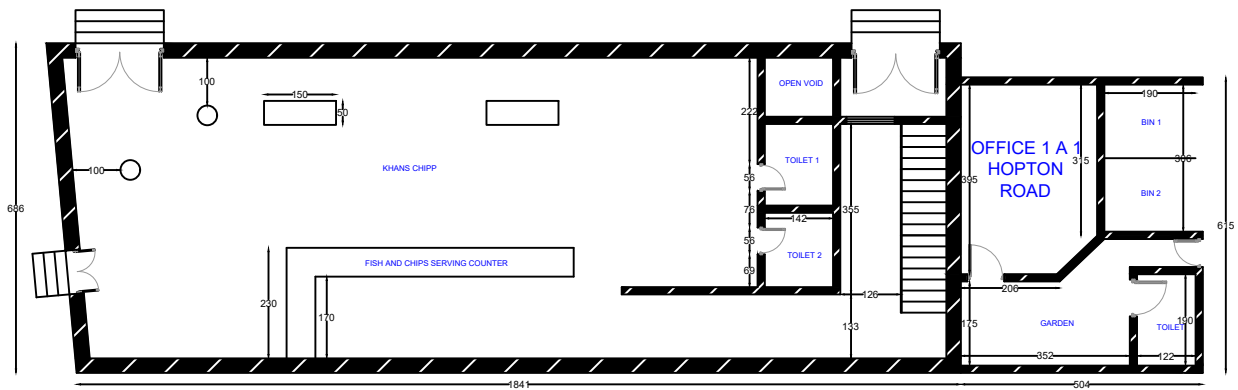 100
150
50
222
OPEN VOID
190
BIN 1
KHANS CHIPP
TOILET 1
OFFICE 1 A 1
HOPTON
ROAD
395
315
306
100
56
BIN 2
686
76
355
142
615
56
TOILET 2
FISH AND CHIPS SERVING COUNTER
69
126
206
230
170
133
175
GARDEN
190
TOILET
352
122
1841
504